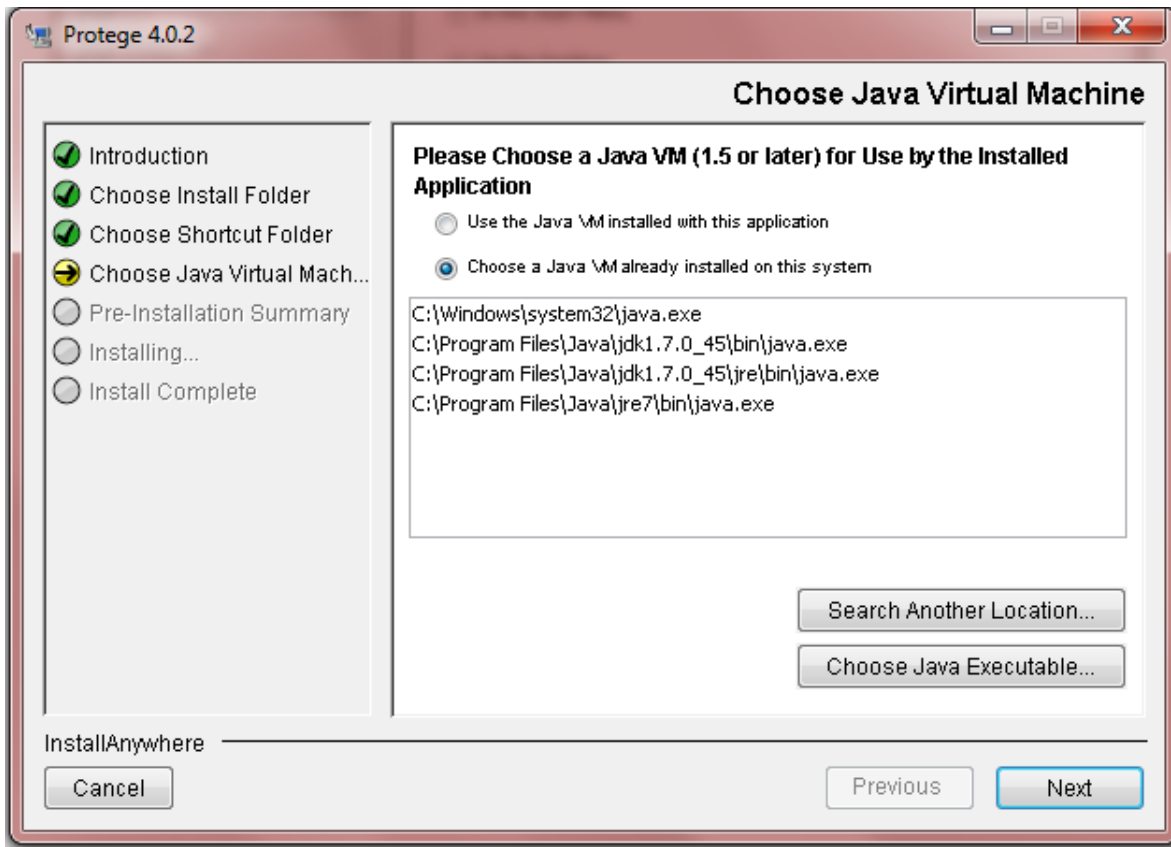 Protege 4.0.2
Choose Java Virtual Machine
Introduction
Choose Install Folder
Choose Shortcut Folder
Choose Java Virtual Mach...
Pre-Installation Summary
Installing...
Install Complete
Please Choose a Java VM (1.5 or later) for Use by the Installed
Application
Use the Java VM installed with this application
Choose a Java VM already installed on this system
C:\Windows\system32\java.exe
C:\Program Files\Java\jdk1.7.0_45\bin\java.exe
C:\Program Files\Java\jdk1.7.0_45\jre\bin\java.exe
C:\Program Files\Java\jre7\bin\java.exe
Search Another Location...
Choose Java Executable...
InstallAnywhere
Cancel
Previous
Next